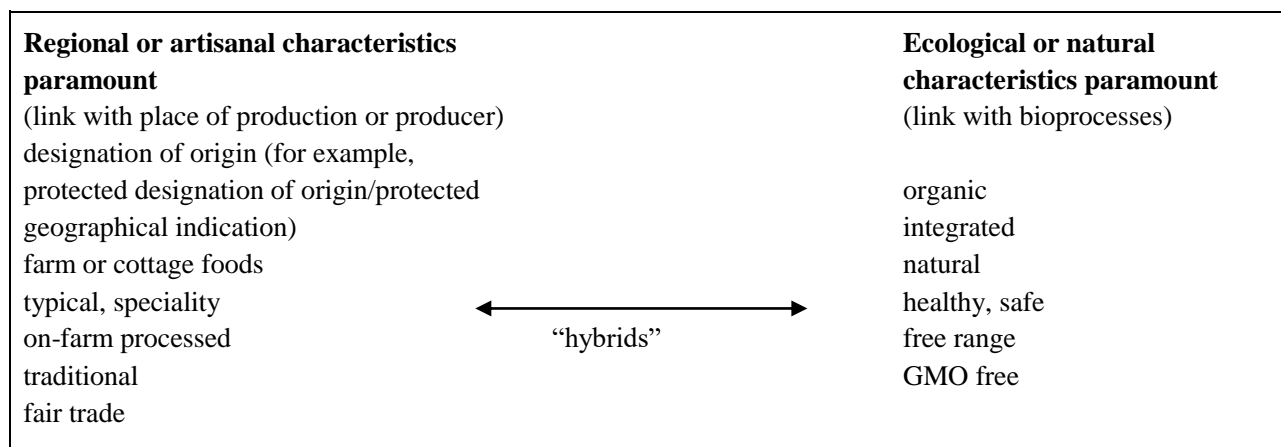 Regional or artisanal characteristics
paramount
(link with place of production or producer)
designation of origin (for example,
protected designation of origin/protected
geographical indication)
farm or cottage foods
typical, speciality
on-farm processed
traditional
fair trade
“hybrids”
Ecological or natural
characteristics paramount
(link with bioprocesses)
organic
integrated
natural
healthy, safe
free range
GMO free